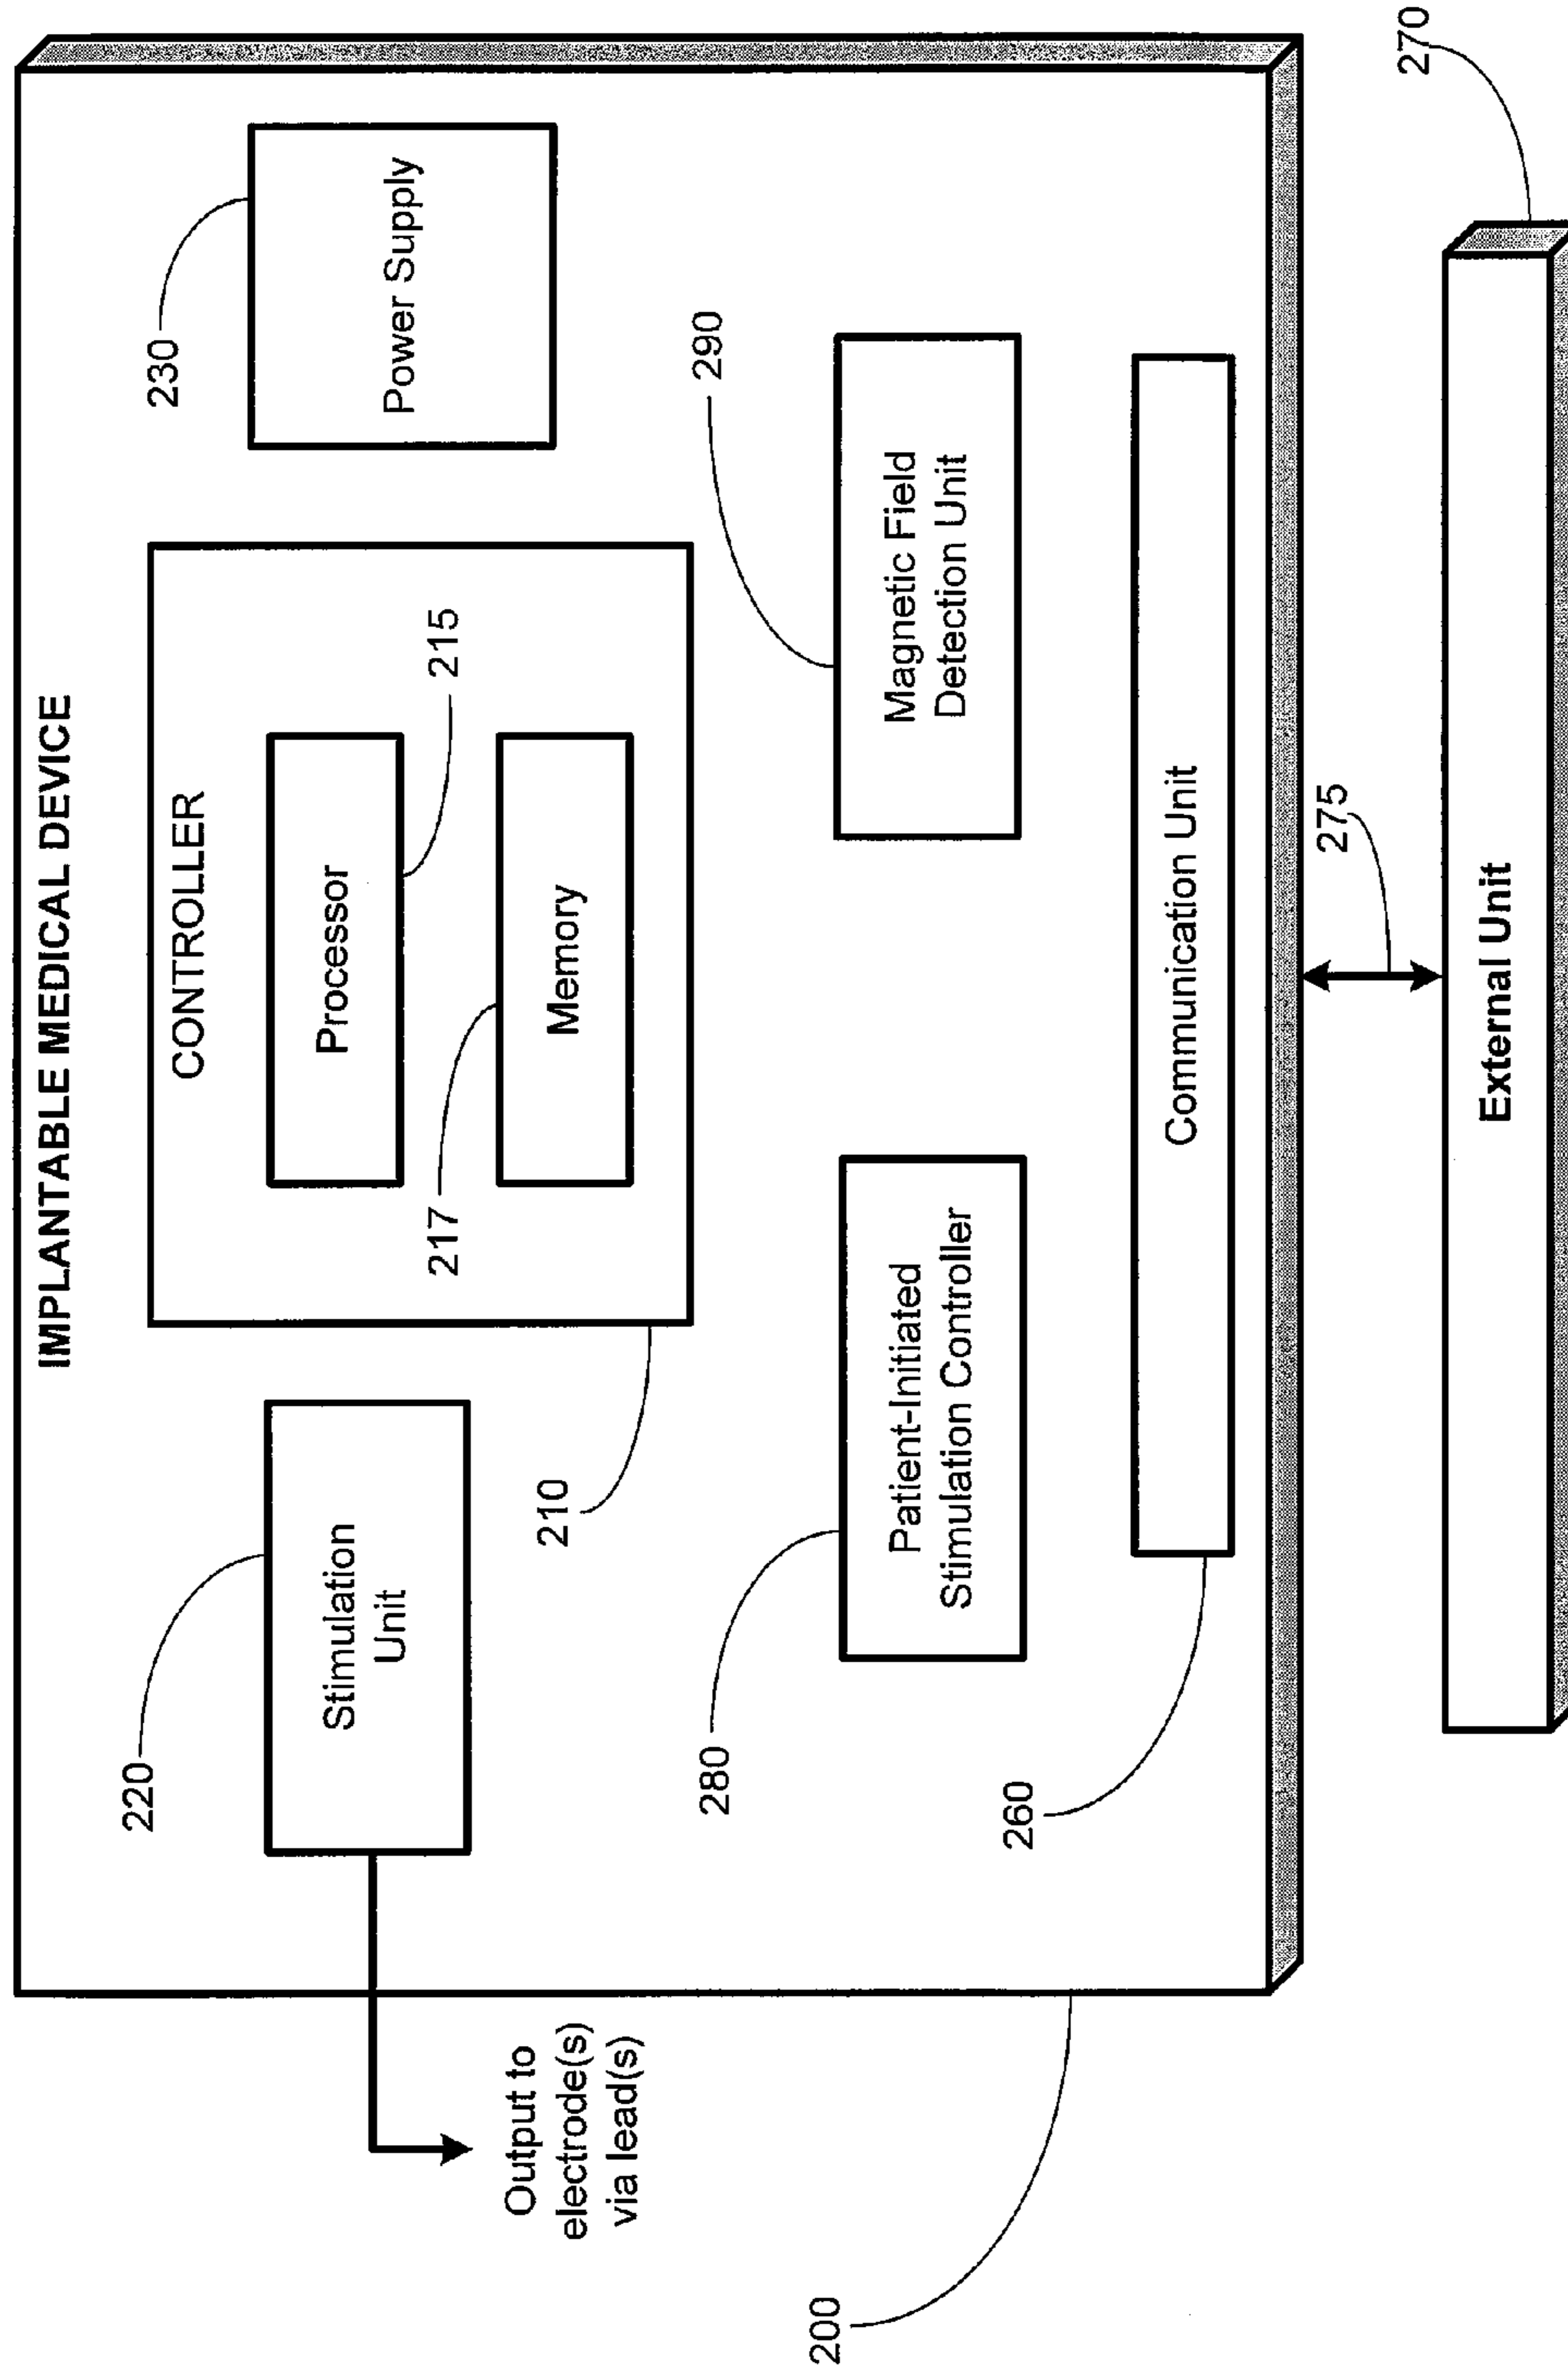 IMPLANTABLE MEDICAL DEVICE
220
Stimulation
Unit
CONTROLLER
Processor
215
217
Memory
210
230
Power Supply
Output to
electrode(s)
via lead(s)
280
Patient-Initiated
Stimulation Controller
290
Magnetic Field
Detection Unit
260
Communication Unit
200
275
External Unit
270